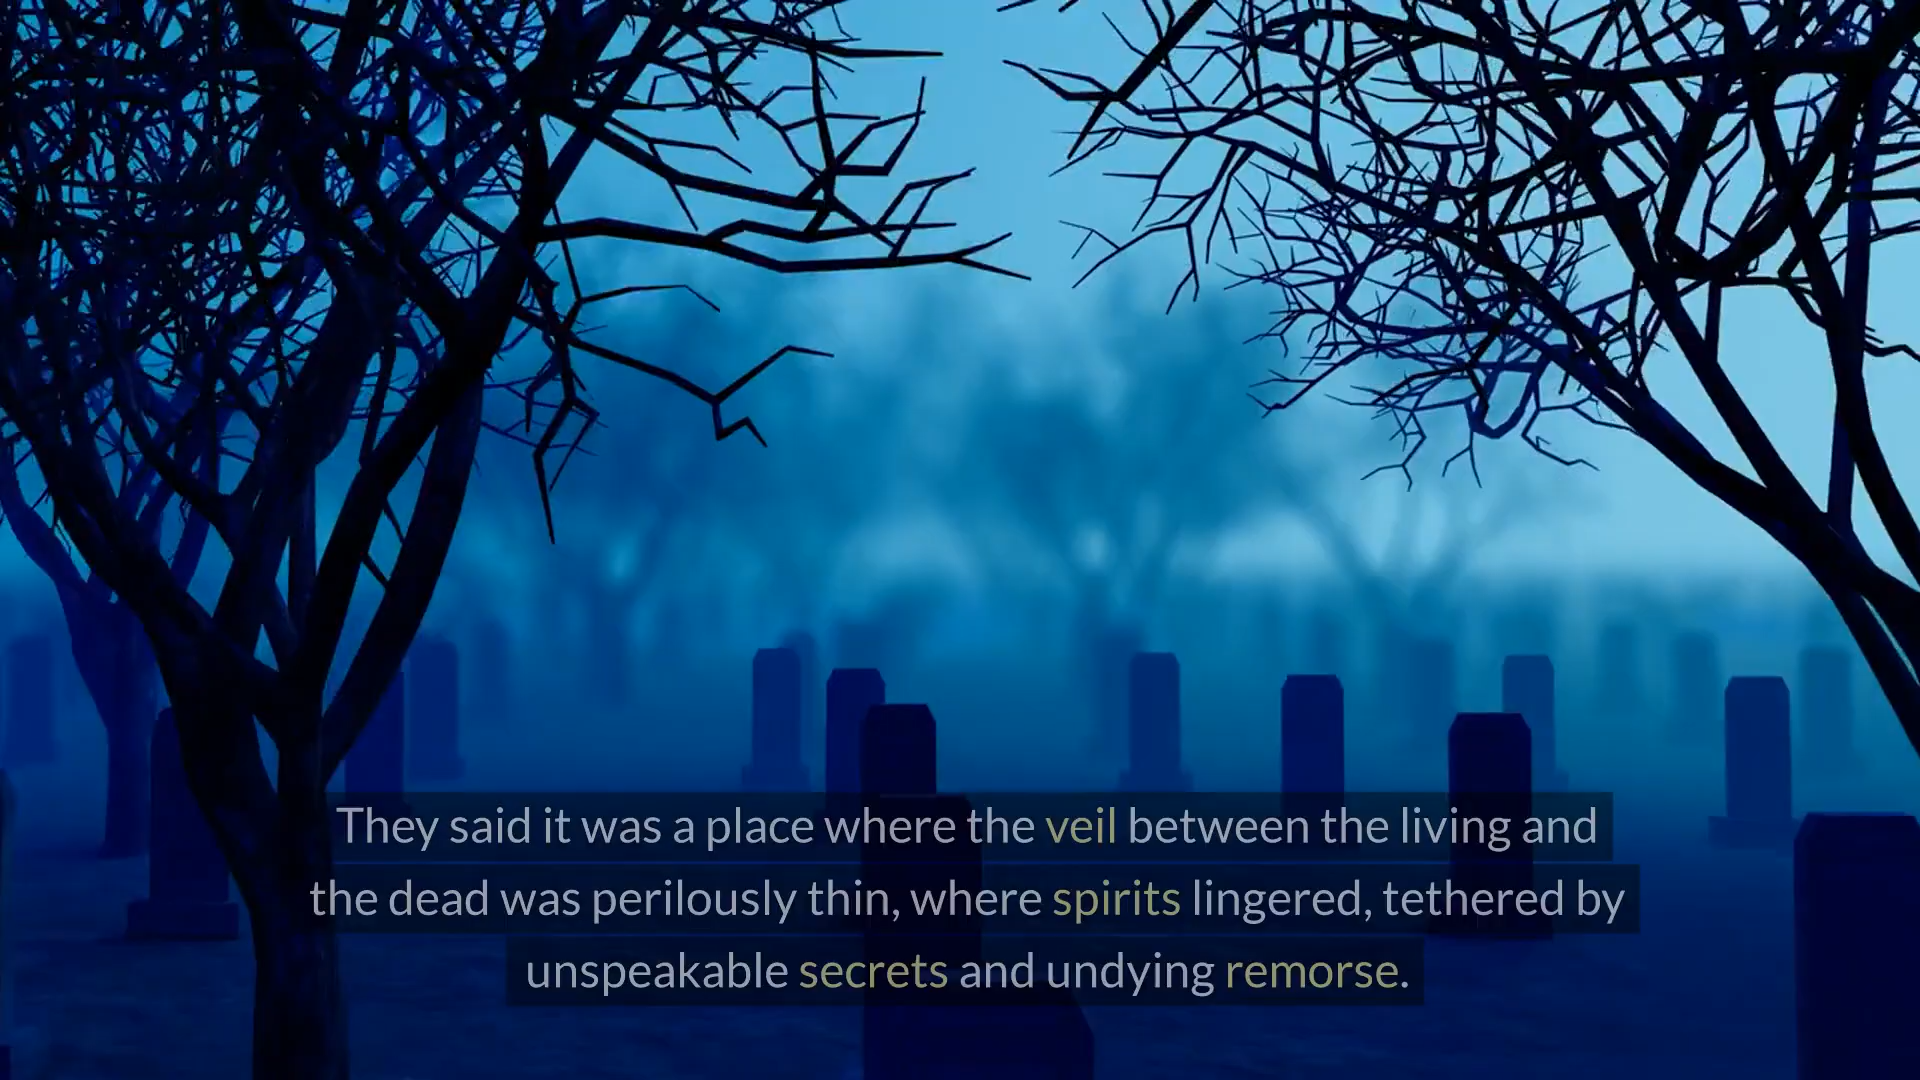 They said it was a place where the veil between the living and
the dead was perilously thin, where spirits lingered, tethered by
unspeakable secrets and undying remorse.